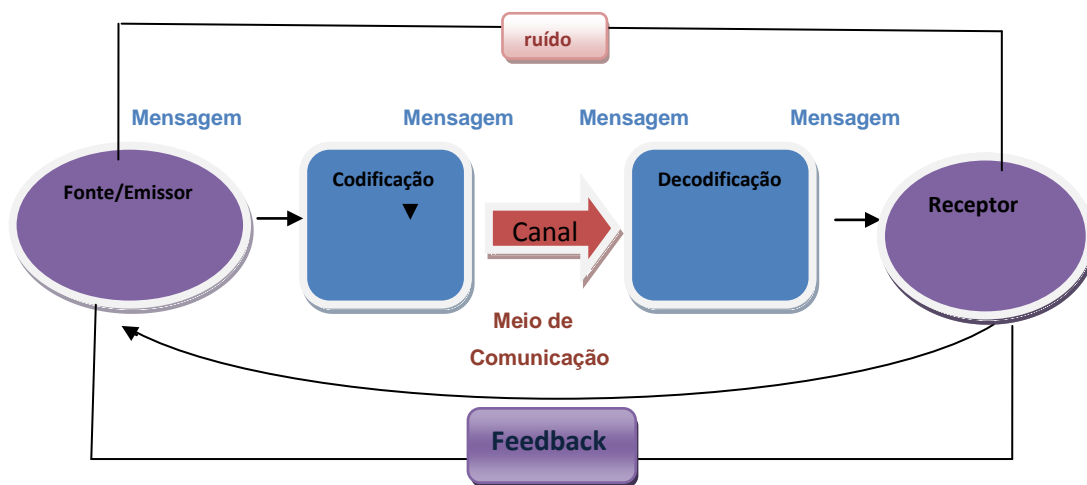 ruído
Mensagem Mensagem Mensagem Mensagem
Fonte/Emissor
Codificação
Decodificação
Receptor
Canal
Meio de
Comunicação
Feedback